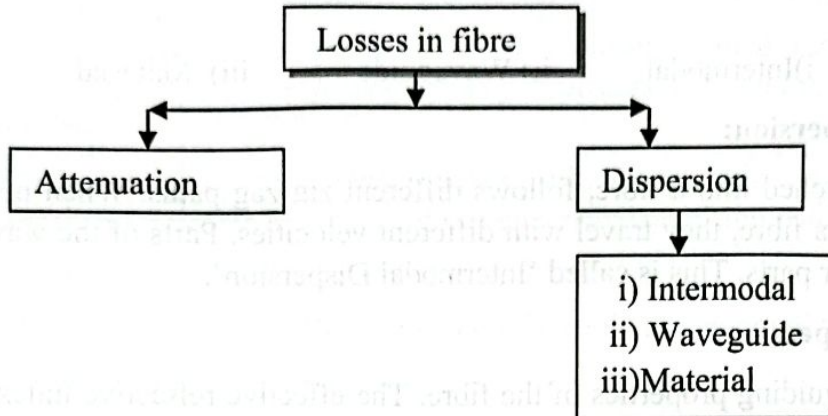 Losses in fibre
Attenuation
Dispersion
i) Intermodal
ii) Waveguide
iii)Material